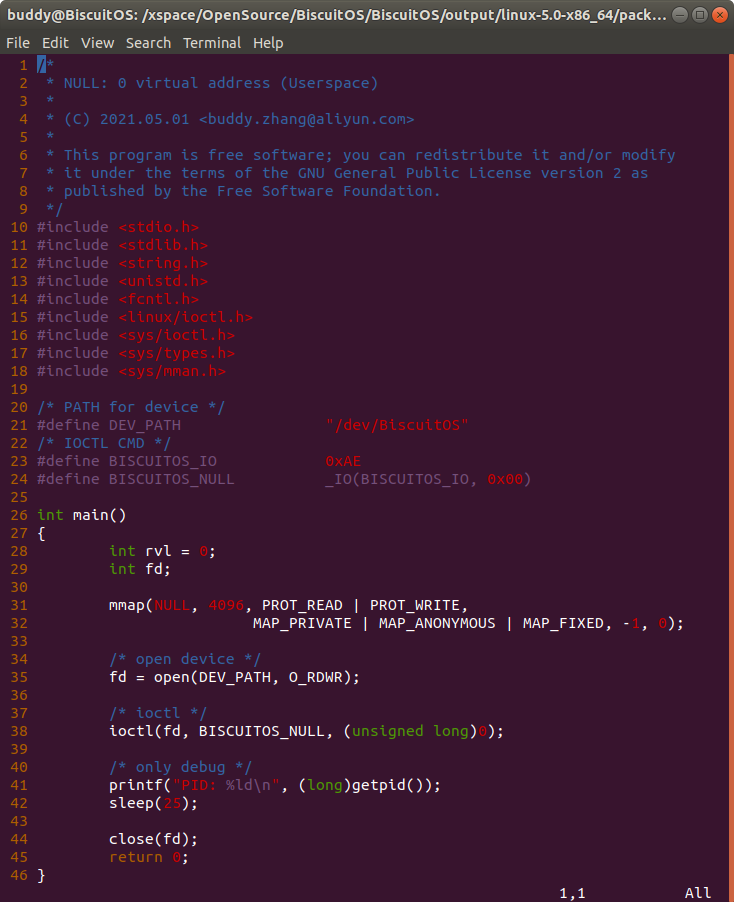 buddy@BiscuitOS: /xspace/OpenSource/BiscuitOS/BiscuitOS/output/linux-5.0-x86_64/pack...
File Edit View Search Terminal Help
1 /*
2  * NULL: 0 virtual address (Userspace)
3  *
4  * (C) 2021.05.01 <buddy.zhang@aliyun.com>
5  *
6  * This program is free software; you can redistribute it and/or modify
7  * it under the terms of the GNU General Public License version 2 as
8  * published by the Free Software Foundation.
9  */
10 #include <stdio.h>
11 #include <stdlib.h>
12 #include <string.h>
13 #include <unistd.h>
14 #include <fcntl.h>
15 #include <linux/ioctl.h>
16 #include <sys/ioctl.h>
17 #include <sys/types.h>
18 #include <sys/mman.h>
19
20 /* PATH for device */
21 #define DEV_PATH                "/dev/BiscuitOS"
22 /* IOCTL CMD */
23 #define BISCUITOS_IO            0xAE
24 #define BISCUITOS_NULL          _IO(BISCUITOS_IO, 0x00)
25
26 int main()
27 {
28         int rvl = 0;
29         int fd;
30
31         mmap(NULL, 4096, PROT_READ | PROT_WRITE,
32                         MAP_PRIVATE | MAP_ANONYMOUS | MAP_FIXED, -1, 0);
33
34         /* open device */
35         fd = open(DEV_PATH, O_RDWR);
36
37         /* ioctl */
38         ioctl(fd, BISCUITOS_NULL, (unsigned long)0);
39
40         /* only debug */
41         printf("PID: %ld\n", (long)getpid());
42         sleep(25);
43
44         close(fd);
45         return 0;
46 }
1,1 All